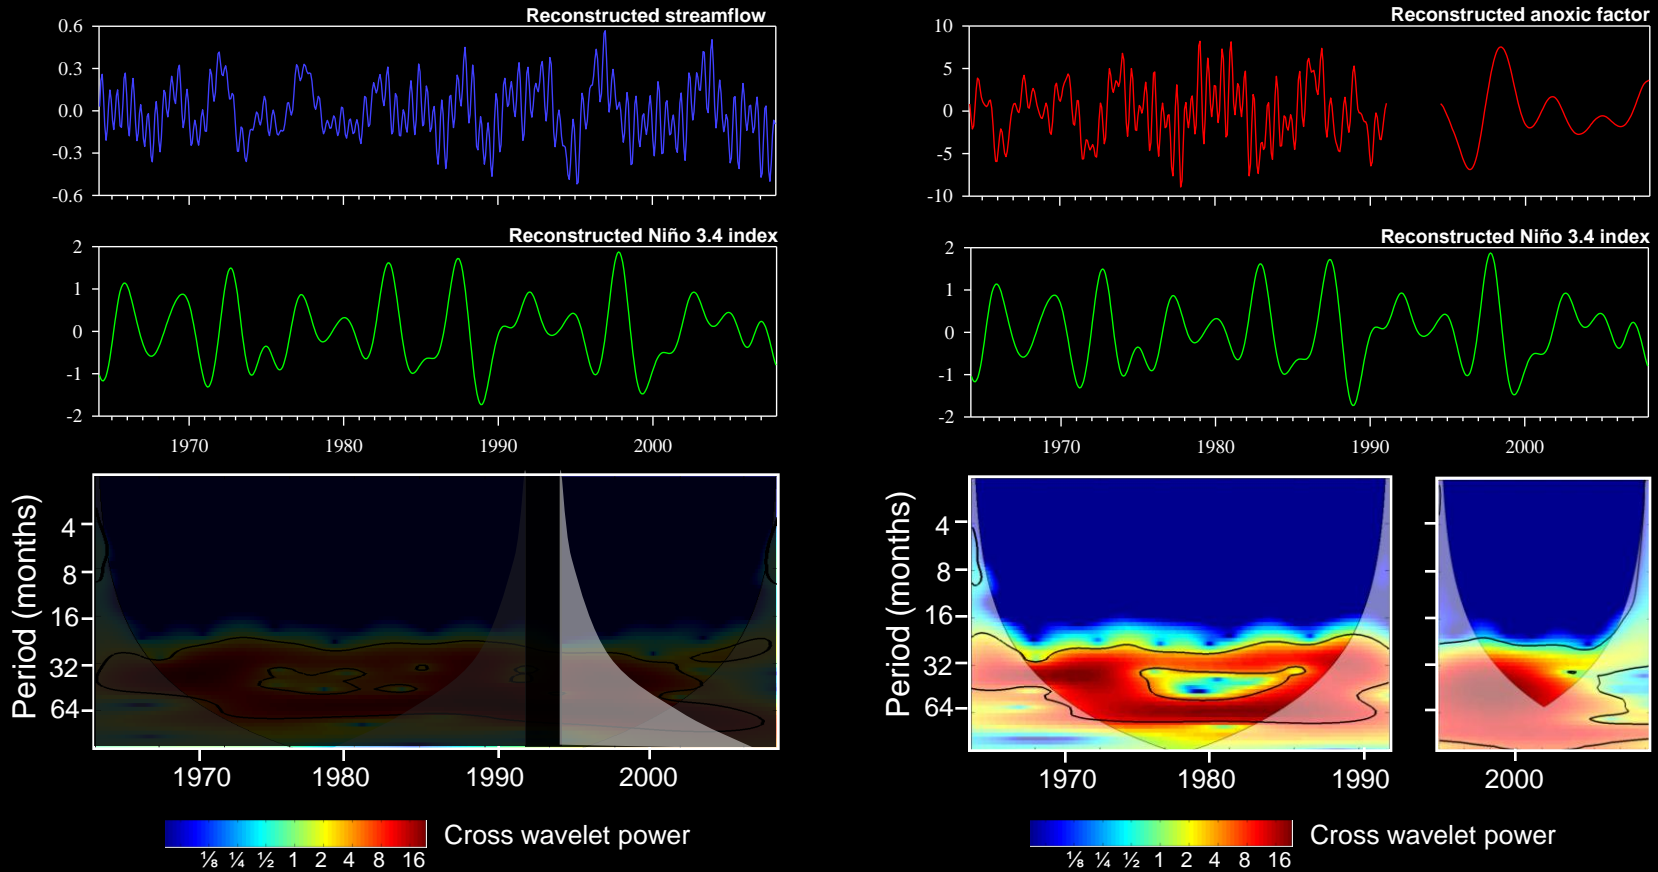 Reconstructed streamflow
0.6
0.3
0.0
-0.3
-0.6
Reconstructed Niño 3.4 index
2
1
0
-1
-2
1970 1980 1990 2000
Period (months)
4
8
16
32
64
1970 1980 1990 2000
⅛ ¼ ½ 1 2 4 8 16
Cross wavelet power
Reconstructed anoxic factor
10
5
0
-5
-10
Reconstructed Niño 3.4 index
2
1
0
-1
-2
1970 1980 1990 2000
Period (months)
4
8
16
32
64
1970 1980 1990 2000
⅛ ¼ ½ 1 2 4 8 16
Cross wavelet power